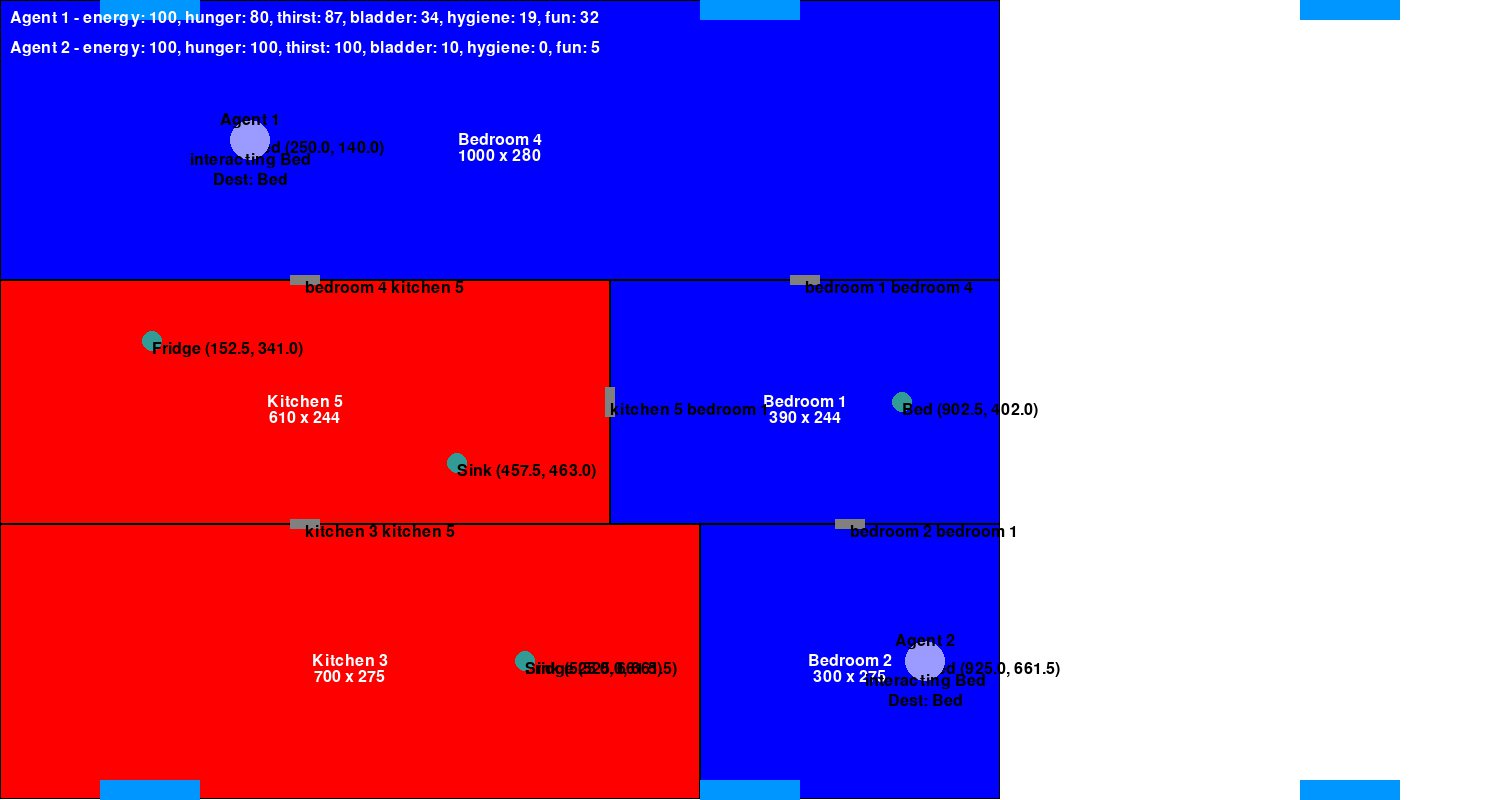 Agent 1 - energy: 100, hunger: 80, thirst: 87, bladder: 34, hygiene: 19, fun: 32
Agent 2 - energy: 100, hunger: 100, thirst: 100, bladder: 10, hygiene: 0, fun: 5
Agent 1
(250.0, 140.0)
Interacting Bed
Dest: Bed
Bedroom 4
1000 x 280
bedroom 4 kitchen 5
bedroom 1 bedroom 4
Fridge (152.5, 341.0)
Kitchen 5
610 x 244
kitchen 5 bedroom 1
Bedroom 1
390 x 244
Bed (902.5, 402.0)
Sink (457.5, 463.0)
kitchen 3 kitchen 5
bedroom 2 bedroom 1
Kitchen 3
700 x 275
Agent 2
Bedroom 2
300 x 275
(925.0, 661.5)
Interacting Bed
Dest: Bed